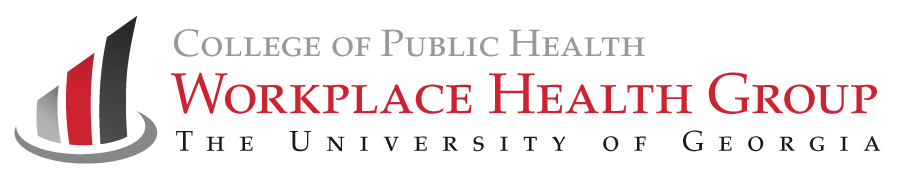 College of Public Health
Workplace Health Group
The University of Georgia